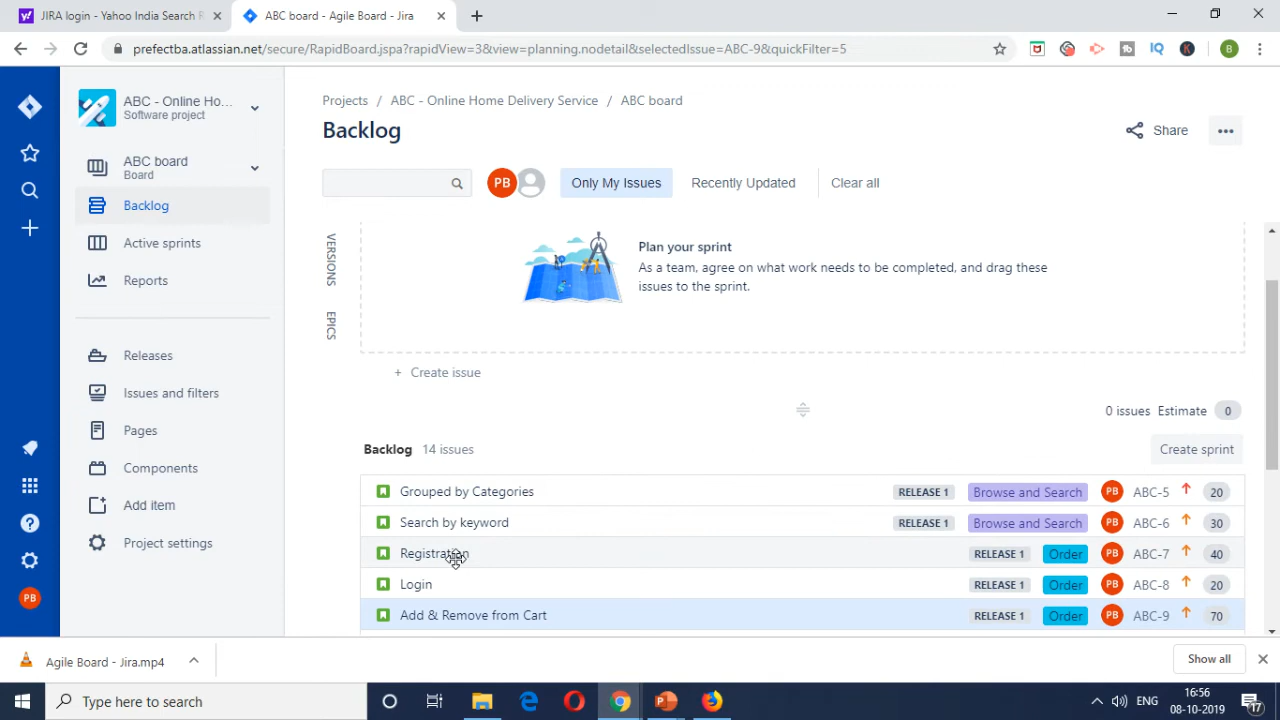 JIRA login - Yahoo India Search R
ABC board - Agile Board - Jira
prefectba.atlassian.net/secure/RapidBoard.jspa?rapidView=3&view=planning.nodetail&selectedIssue=ABC-9&quickFilter=5
IQ
K
B
ABC - Online Ho...
Software project
ABC board
Board
Backlog
Active sprints
Reports
Releases
Issues and filters
Pages
Components
Add item
Project settings
PB
Projects / ABC - Online Home Delivery Service / ABC board
Backlog
Share
PB
Only My Issues
Recently Updated
Clear all
VERSIONS
EPICS
Plan your sprint
As a team, agree on what work needs to be completed, and drag these
issues to the sprint.
+ Create issue
0 issues Estimate 0
Backlog 14 issues
Create sprint
Grouped by Categories RELEASE 1 Browse and Search PB ABC-5 20
Search by keyword RELEASE 1 Browse and Search PB ABC-6 30
Registration RELEASE 1 Order PB ABC-7 40
Login RELEASE 1 Order PB ABC-8 20
Add & Remove from Cart RELEASE 1 Order PB ABC-9 70
Agile Board - Jira.mp4
Show all
Type here to search
ENG
16:56
08-10-2019
17